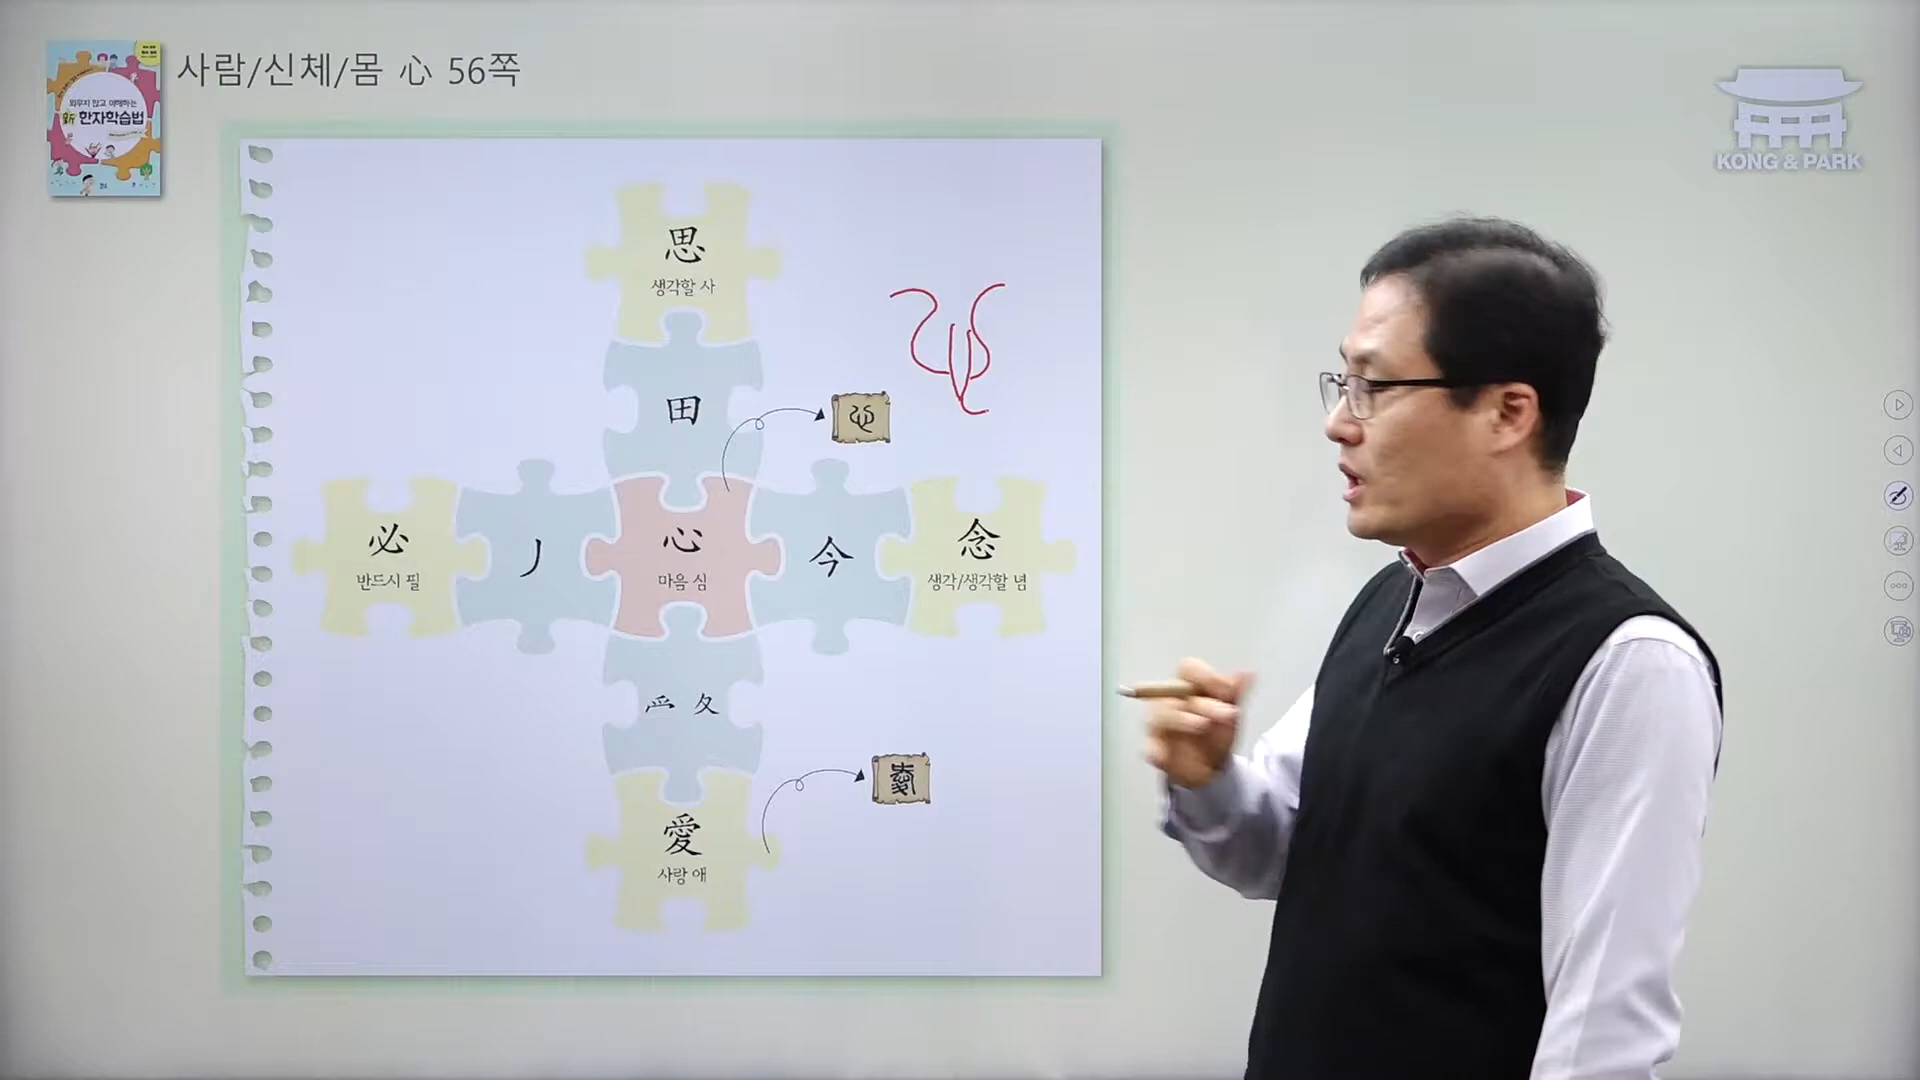 사람/신체/몸 心 56쪽
외우지 않고 이해하는
新 한자학습법
KONG & PARK
思
생각할 사
田
必
반드시 필
丿
心
마음 심
今
念
생각/생각할 념
爫 夂
愛
사랑 애